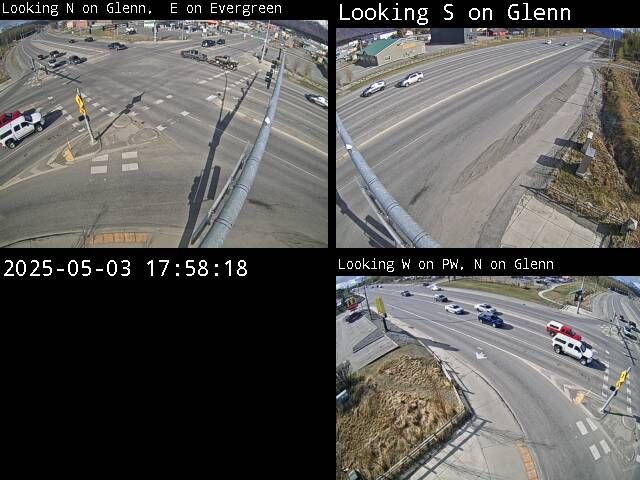 Looking N on Glenn, E on Evergreen
Looking S on Glenn
2025-05-03 17:58:18
Looking W on PW, N on Glenn